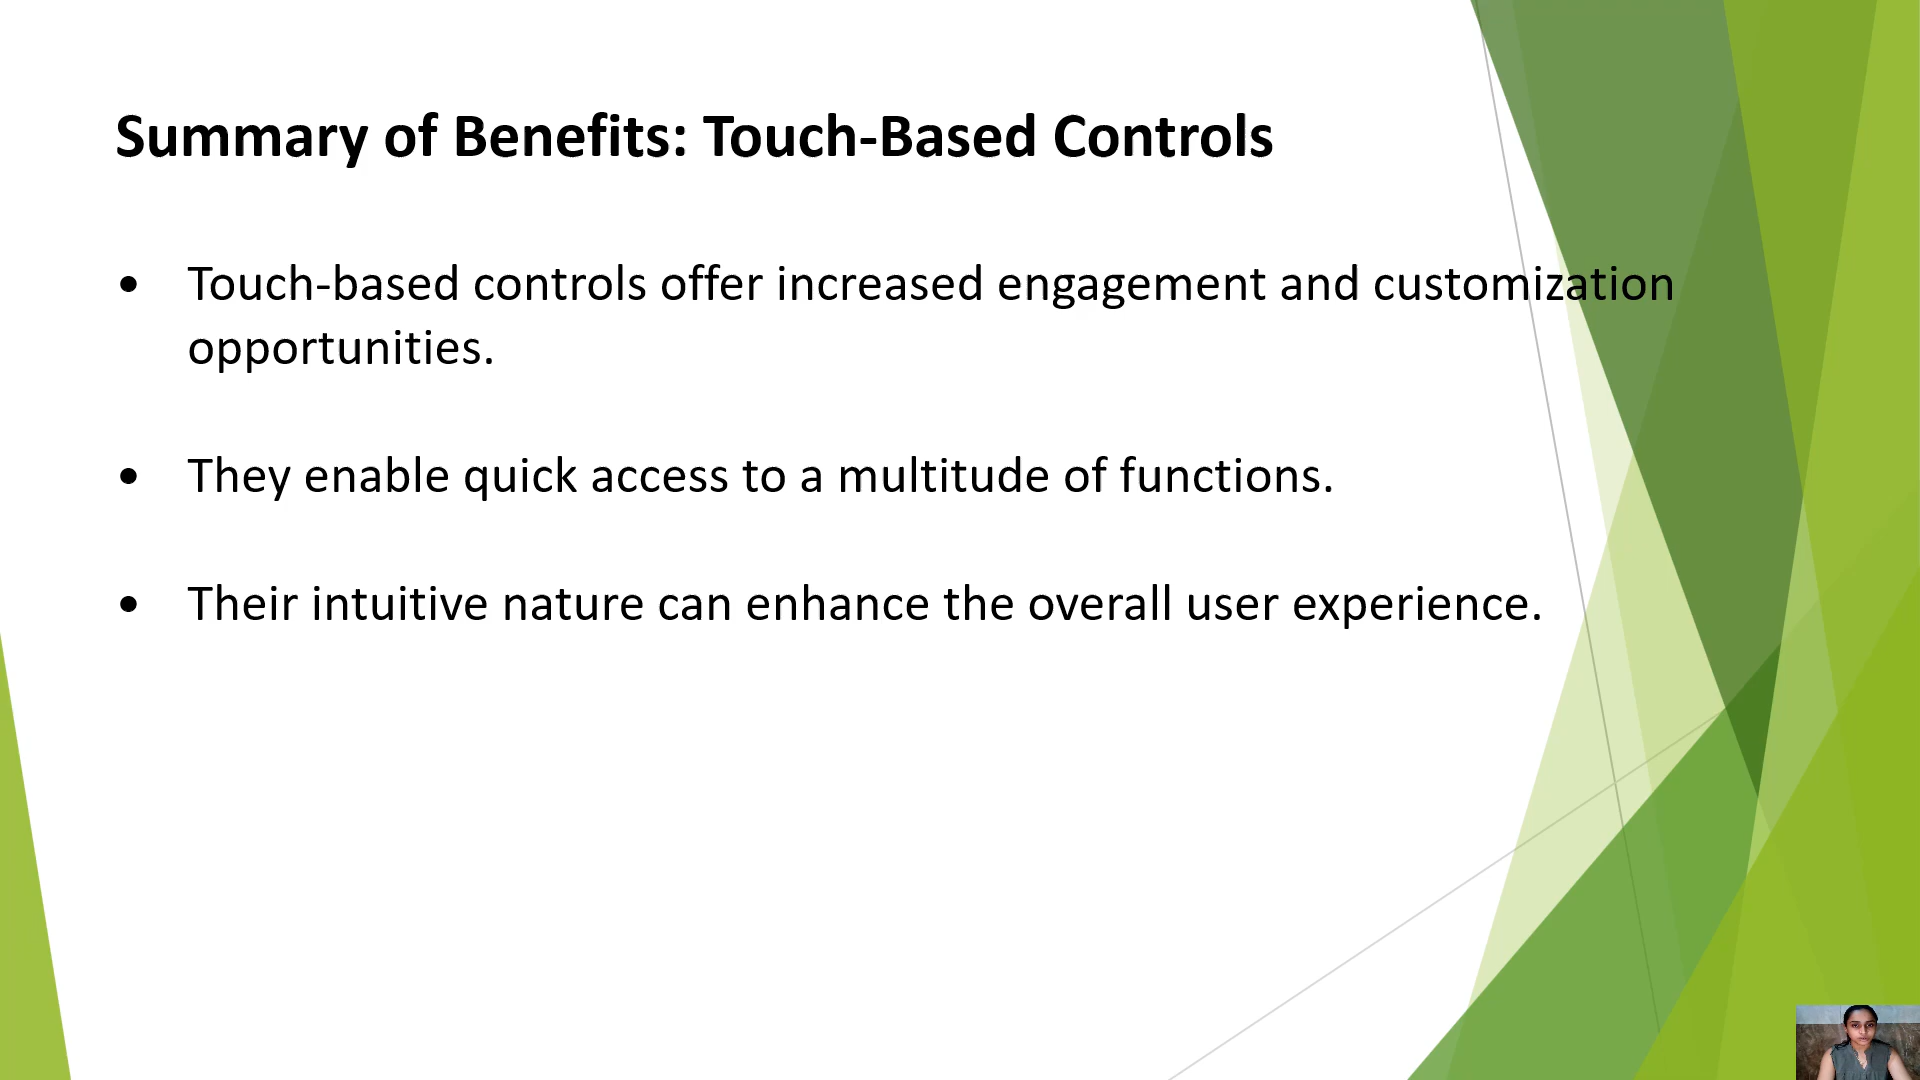 Summary of Benefits: Touch-Based Controls
• Touch-based controls offer increased engagement and customization
opportunities.
• They enable quick access to a multitude of functions.
• Their intuitive nature can enhance the overall user experience.